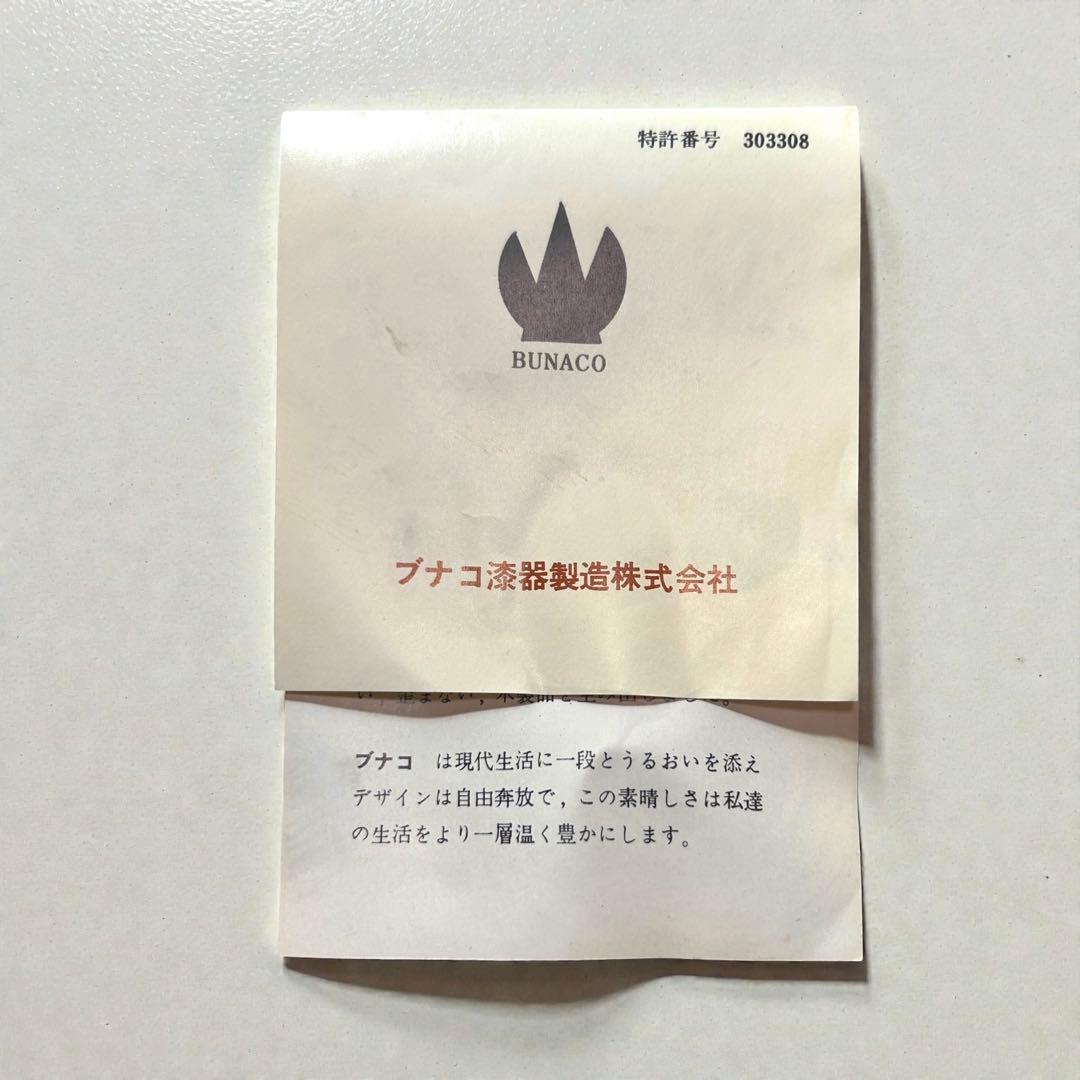 特許番号 303308
BUNACO
ブナコ漆器製造株式会社
ブナコ は現代生活に一段とうるおいを添え
デザインは自由奔放で，この素晴しさは私達
の生活をより一層温く豊かにします。